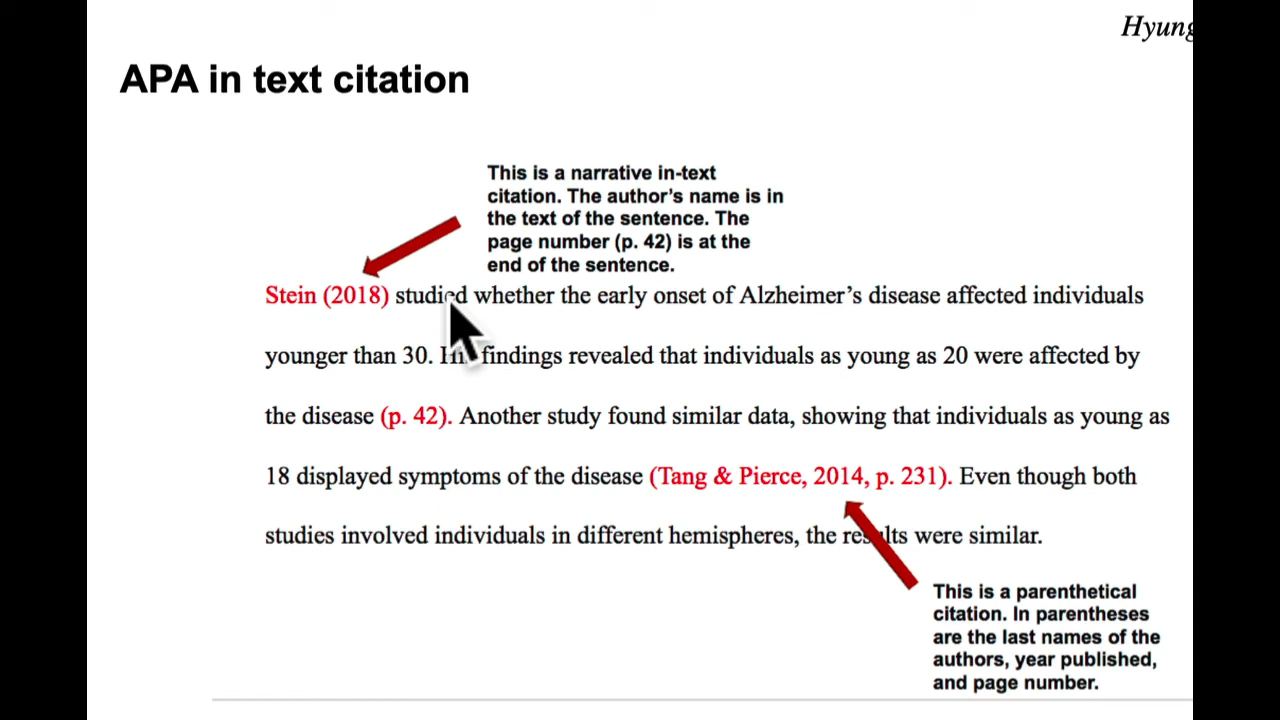 Hyung
APA in text citation
This is a narrative in-text
citation. The author's name is in
the text of the sentence. The
page number (p. 42) is at the
end of the sentence.
Stein (2018) studied whether the early onset of Alzheimer's disease affected individuals
younger than 30. findings revealed that individuals as young as 20 were affected by
the disease (p. 42). Another study found similar data, showing that individuals as young as
18 displayed symptoms of the disease (Tang & Pierce, 2014, p. 231). Even though both
studies involved individuals in different hemispheres, the results were similar.
This is a parenthetical
citation. In parentheses
are the last names of the
authors, year published,
and page number.